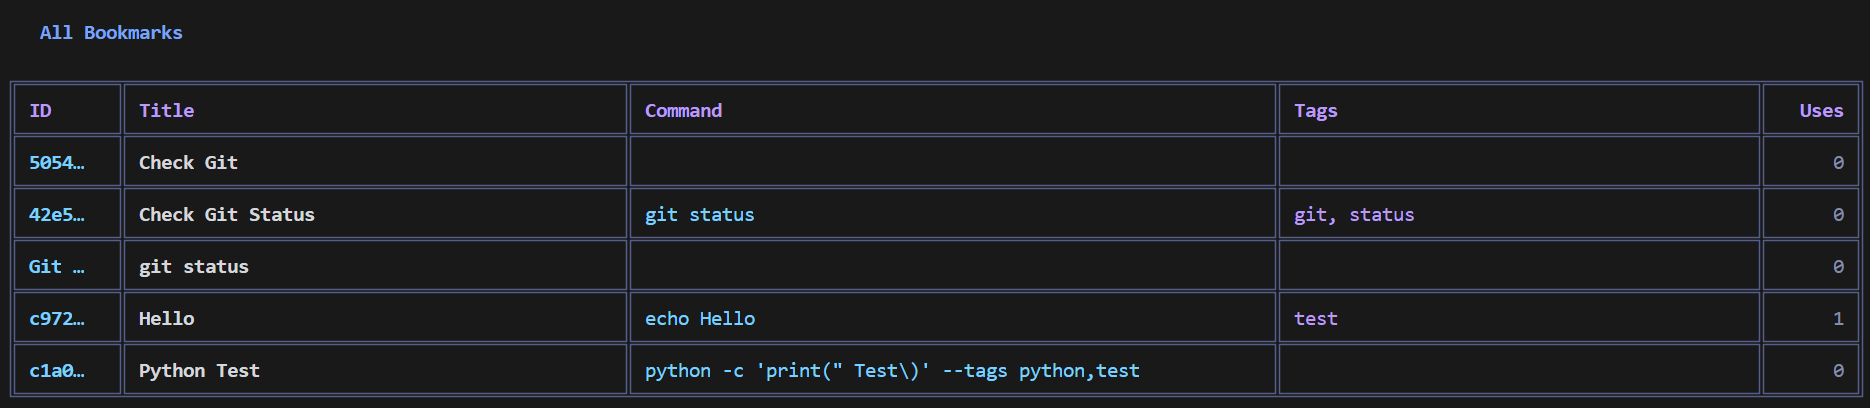 All Bookmarks
ID Title Command Tags Uses
5054… Check Git 0
42e5… Check Git Status git status git, status 0
Git … git status 0
c972… Hello echo Hello test 1
c1a0… Python Test python -c 'print(" Test\)' --tags python,test 0